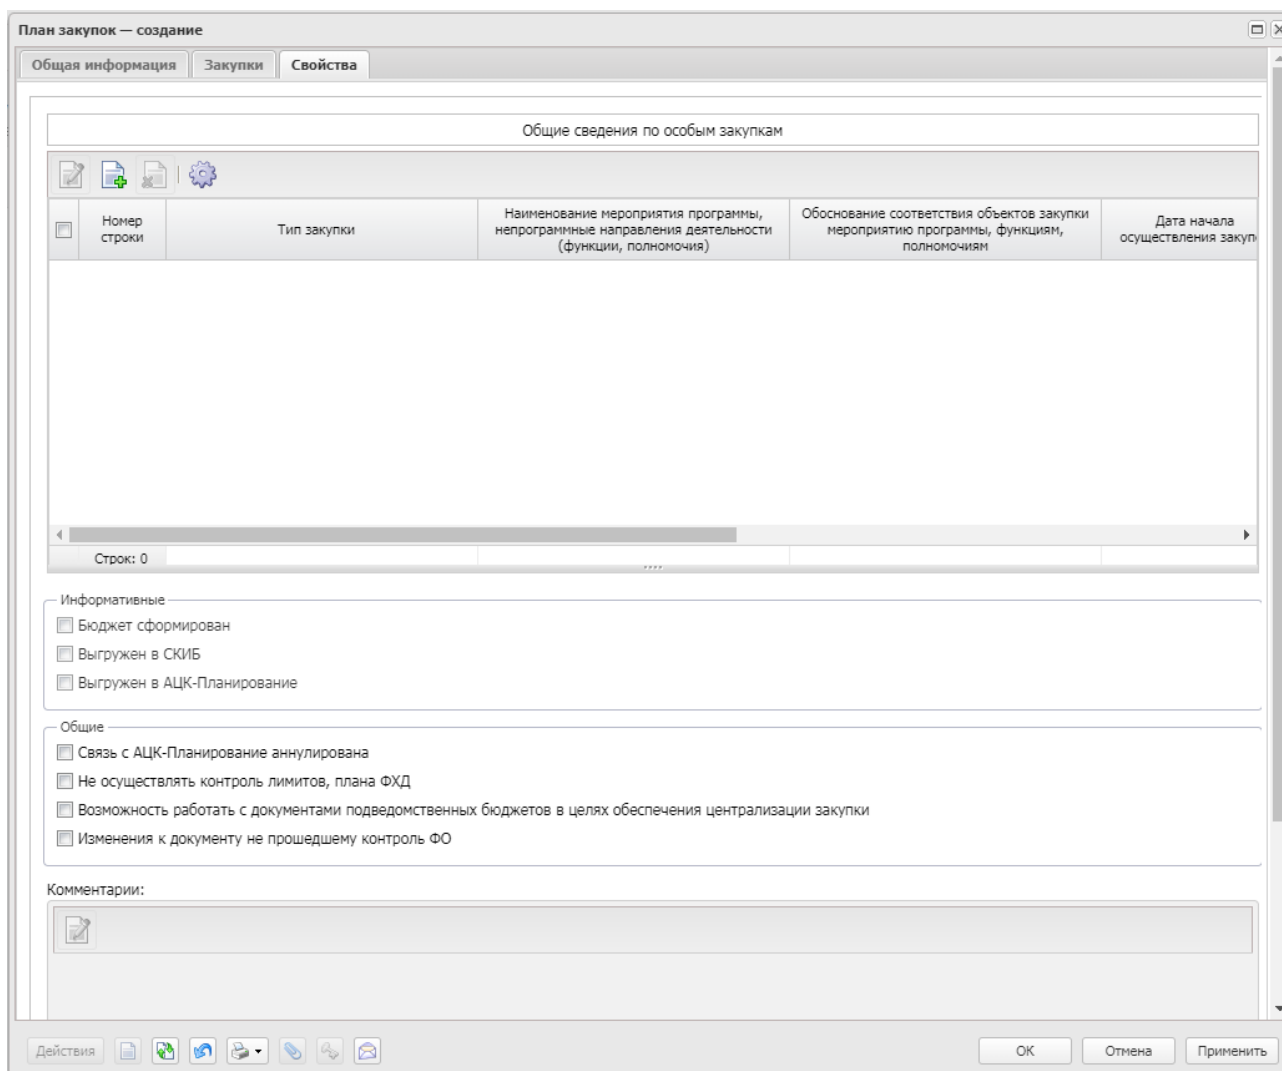 План закупок — создание
Общая информация Закупки Свойства
Общие сведения по особым закупкам
Номер строки
Тип закупки
Наименование мероприятия программы,
непрограммные направления деятельности
(функции, полномочия)
Обоснование соответствия объектов закупки
мероприятию программы, функциям,
полномочиям
Дата начала
осуществления закуп
Строк: 0
Информативные
Бюджет сформирован
Выгружен в СКИБ
Выгружен в АЦК-Планирование
Общие
Связь с АЦК-Планирование аннулирована
Не осуществлять контроль лимитов, плана ФХД
Возможность работать с документами подведомственных бюджетов в целях обеспечения централизации закупки
Изменения к документу не прошедшему контроль ФО
Комментарии:
Действия ОК Отмена Применить